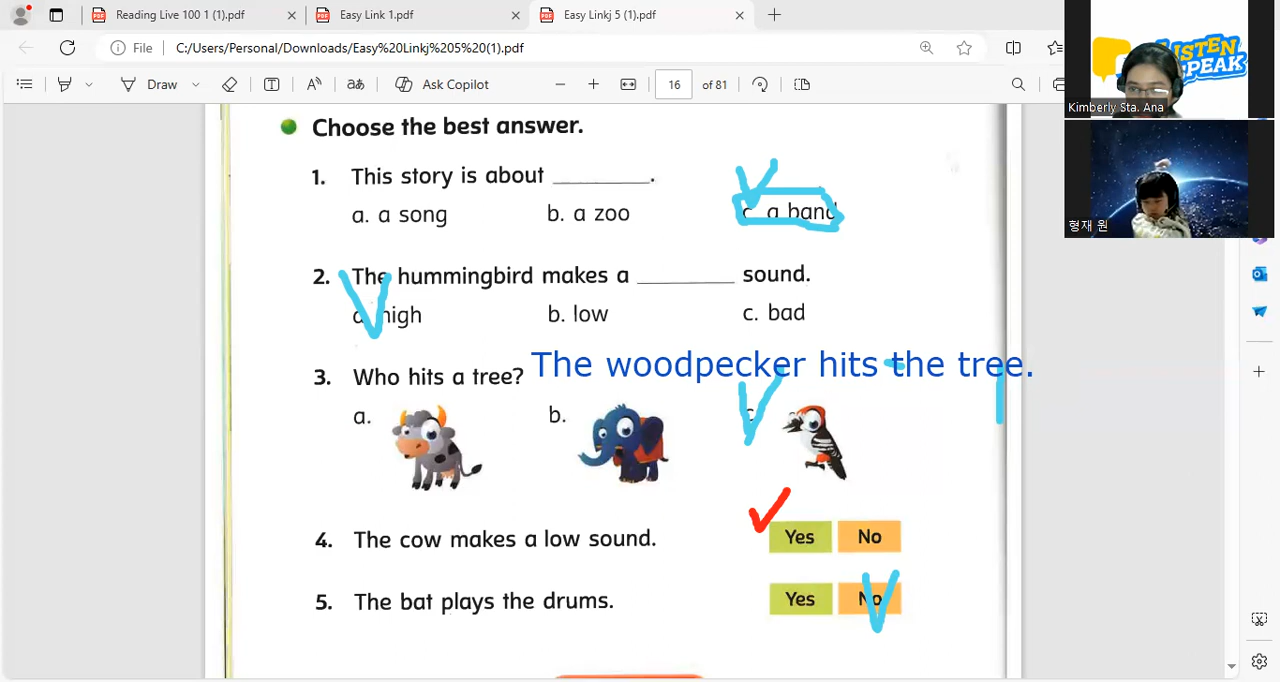 Reading Live 100 1 (1).pdf
Easy Link 1.pdf
Easy Linkj 5 (1).pdf
File
C:/Users/Personal/Downloads/Easy%20Linkj%205%20(1).pdf
Draw
Ask Copilot
16 of 81
LISTEN
SPEAK
Kimberly Sta. Ana
형재 원
Choose the best answer.
1. This story is about ________.
a. a song b. a zoo c. a band
2. The hummingbird makes a ________ sound.
a. high b. low c. bad
3. Who hits a tree? The woodpecker hits the tree.
a. b.
4. The cow makes a low sound. Yes No
5. The bat plays the drums. Yes No